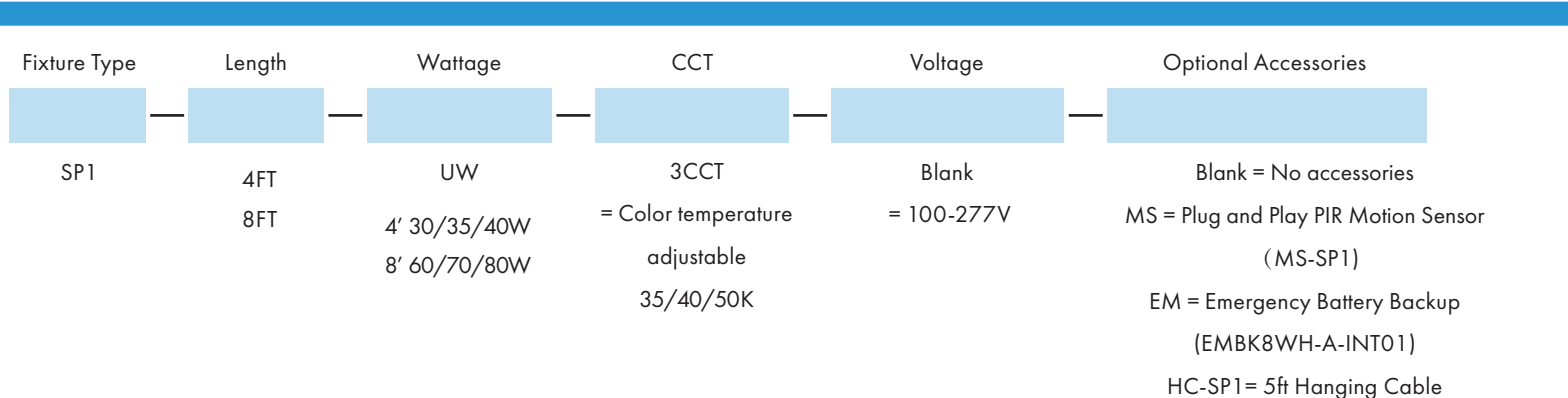 Fixture Type Length Wattage CCT Voltage Optional Accessories
SP1
4FT
8FT
UW
4’ 30/35/40W
8’ 60/70/80W
3CCT
= Color temperature
adjustable
35/40/50K
Blank
= 100-277V
Blank = No accessories
MS = Plug and Play PIR Motion Sensor
（MS-SP1)
EM = Emergency Battery Backup
(EMBK8WH-A-INT01)
HC-SP1= 5ft Hanging Cable